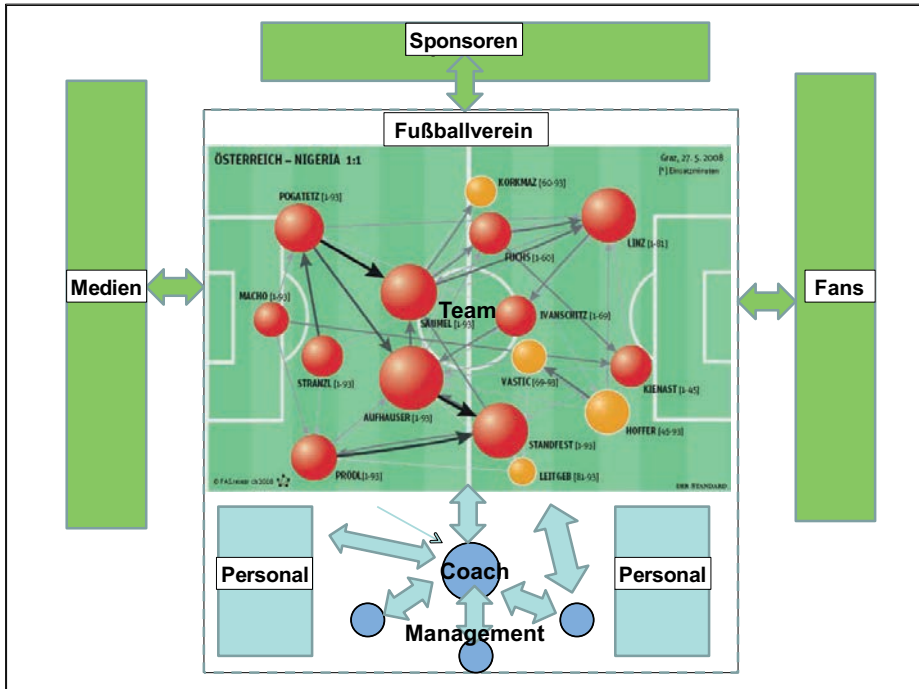 Sponsoren
Fußballverein
ÖSTERREICH – NIGERIA 1:1
Graz, 27. 5. 2008
[*] Einsatzminuten
KORKMAZ [60-93]
POGATETZ [1-93]
LINZ [1-81]
FUCHS [1-60]
Medien
Fans
MACHO [1-93]
Team
IVANSCHITZ [1-69]
SÄUMEL [1-93]
STRANZL [1-93]
VASTIC [69-93]
KIENAST [1-45]
AUFHAUSER [1-93]
HOFFER [45-93]
STANDFEST [1-93]
PRÖDL [1-93]
LEITGEB [81-93]
© FASresearch 2008
DER STANDARD
Personal
Coach
Personal
Management